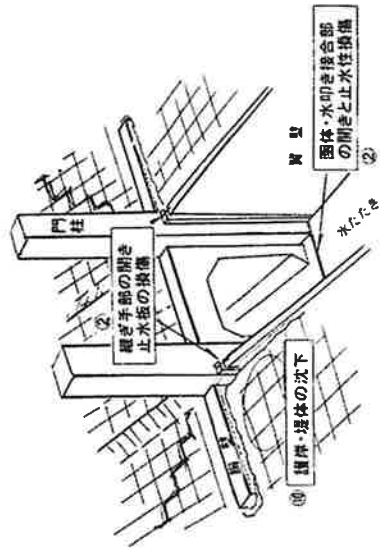 門柱
②
継ぎ手部の開き
止水板の損傷
翼壁
函体・水叩き接合部
の開きと止水性損傷
②
水たたき
胸壁
⑩
護岸・堤体の沈下